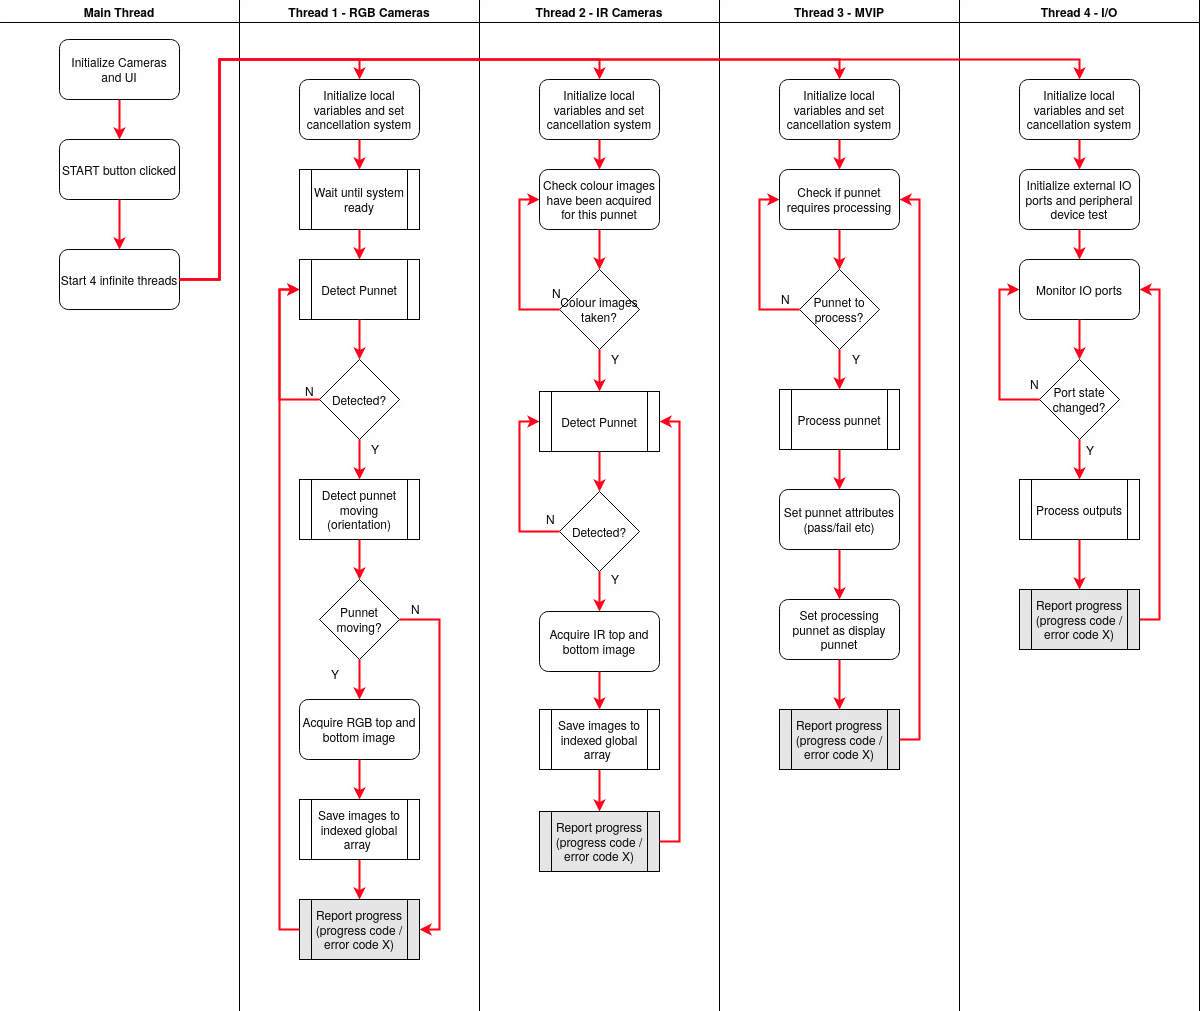 Main Thread
Initialize Cameras
and UI
START button clicked
Start 4 infinite threads
Thread 1 - RGB Cameras
Initialize local
variables and set
cancellation system
Wait until system
ready
Detect Punnet
Detected?
N
Y
Detect punnet
moving
(orientation)
Punnet
moving?
N
Y
Acquire RGB top and
bottom image
Save images to
indexed global
array
Report progress
(progress code /
error code X)
Thread 2 - IR Cameras
Initialize local
variables and set
cancellation system
Check colour images
have been acquired
for this punnet
N
Colour images
taken?
Y
Detect Punnet
N
Detected?
Y
Acquire IR top and
bottom image
Save images to
indexed global
array
Report progress
(progress code /
error code X)
Thread 3 - MVIP
Initialize local
variables and set
cancellation system
Check if punnet
requires processing
N
Punnet to
process?
Y
Process punnet
Set punnet attributes
(pass/fail etc)
Set processing
punnet as display
punnet
Report progress
(progress code /
error code X)
Thread 4 - I/O
Initialize local
variables and set
cancellation system
Initialize external IO
ports and peripheral
device test
Monitor IO ports
N
Port state
changed?
Y
Process outputs
Report progress
(progress code /
error code X)